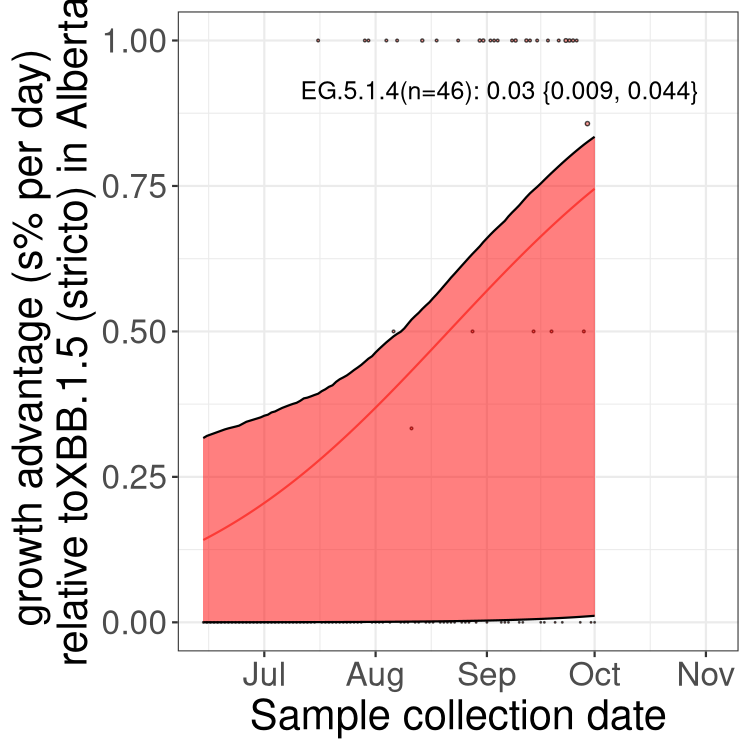 growth advantage (s% per day)
relative toXBB.1.5 (stricto) in Alberta
1.00
0.75
0.50
0.25
0.00
EG.5.1.4(n=46): 0.03 {0.009, 0.044}
Jul Aug Sep Oct Nov
Sample collection date